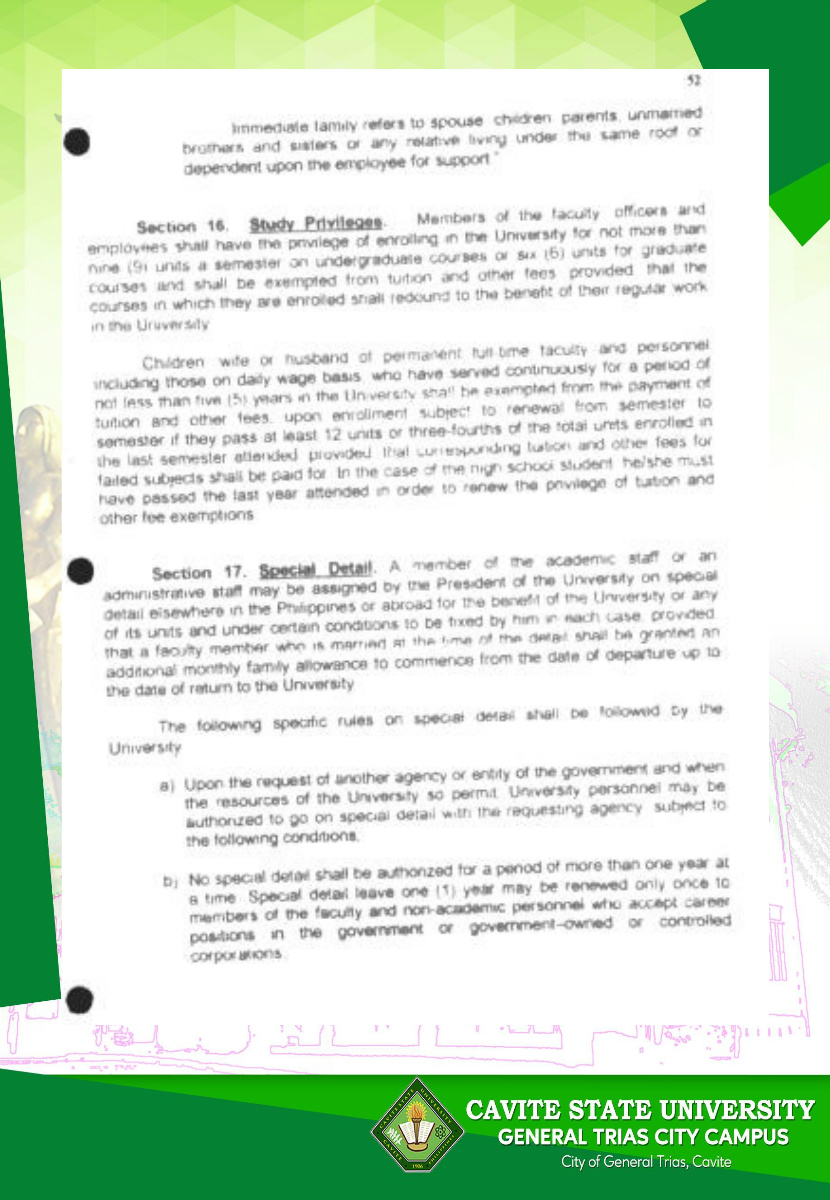 52
Immediate family refers to spouse children parents, unmarried
brothers and sisters or any relative living under the same roof or
dependent upon the employee for support "
Section 16. Study Privileges. Members of the faculty officers and
employees shall have the privilege of enrolling in the University for not more than
nine (9) units a semester on undergraduate courses or six (6) units for graduate
courses and shall be exempted from tuition and other fees provided that the
courses in which they are enrolled shall redound to the benefit of their regular work
in the University
Children wife or husband of permanent full-time faculty and personnel
including those on daily wage basis, who have served continuously for a period of
not less than five (5) years in the University shall be exempted from the payment of
tuition and other fees, upon enrollment subject to renewal from semester to
semester if they pass at least 12 units or three-fourths of the total units enrolled in
the last semester attended provided that corresponding tuition and other fees for
failed subjects shall be paid for. In the case of the high school student he/she must
have passed the last year attended in order to renew the privilege of tuition and
other fee exemptions
Section 17. Special Detail. A member of the academic staff or an
administrative staff may be assigned by the President of the University on special
detail elsewhere in the Philippines or abroad for the benefit of the University or any
of its units and under certain conditions to be fixed by him in each case, provided
that a faculty member who is married at the time of the detail shall be granted an
additional monthly family allowance to commence from the date of departure up to
the date of return to the University
The following specific rules on special detail shall be followed by the
University
a) Upon the request of another agency or entity of the government and when
the resources of the University so permit. University personnel may be
authorized to go on special detail with the requesting agency subject to
the following conditions.
b) No special detail shall be authorized for a period of more than one year at
a time. Special detail leave one (1) year may be renewed only once to
members of the faculty and non-academic personnel who accept career
positions in the government or government-owned or controlled
corporations
CAVITE STATE UNIVERSITY
GENERAL TRIAS CITY CAMPUS
City of General Trias, Cavite
1906